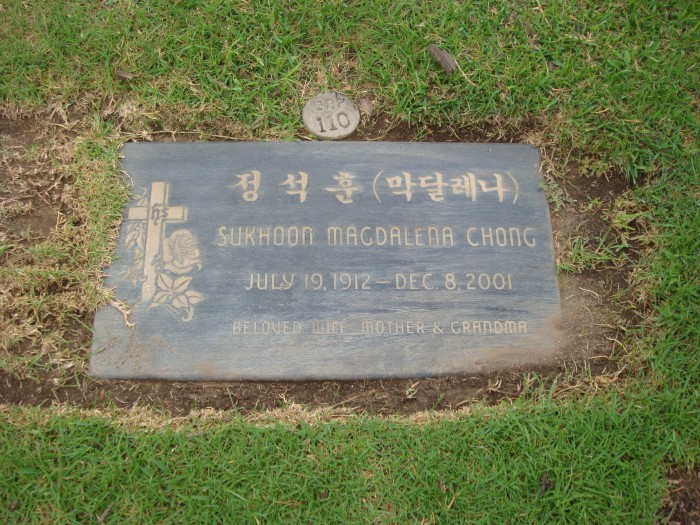 110
정석훈(막달레나)
SUKHOON MAGDALENA CHONG
JULY 19, 1912 - DEC. 8, 2001
BELOVED WIFE, MOTHER & GRANDMA